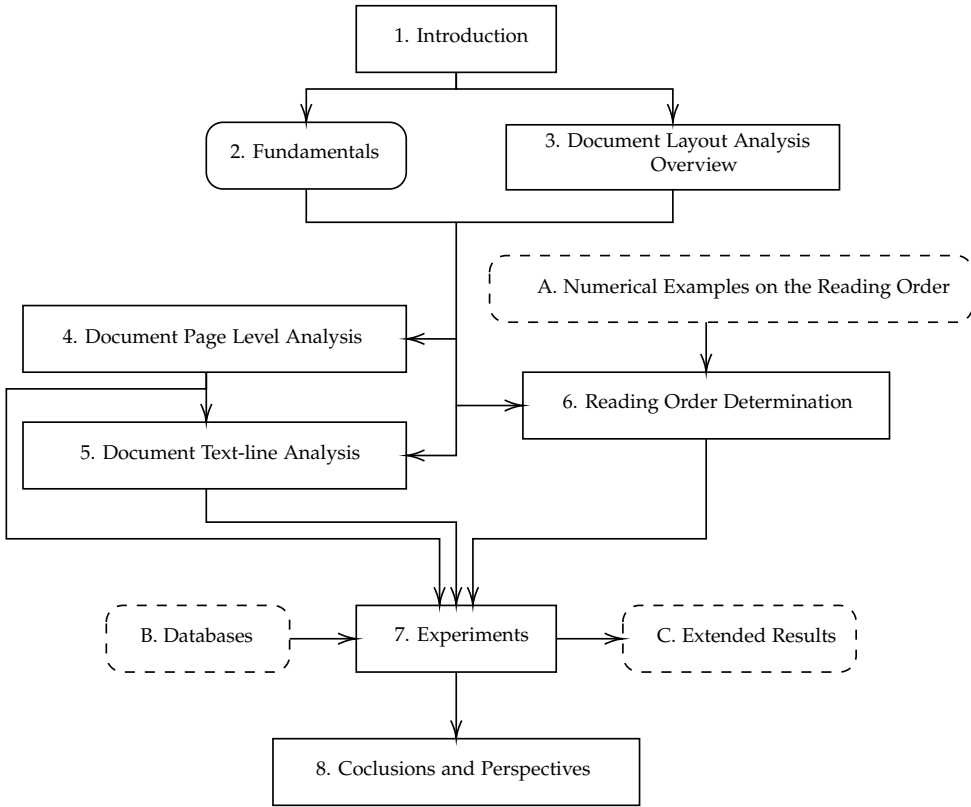 1. Introduction
2. Fundamentals
3. Document Layout Analysis
Overview
A. Numerical Examples on the Reading Order
4. Document Page Level Analysis
6. Reading Order Determination
5. Document Text-line Analysis
B. Databases
7. Experiments
C. Extended Results
8. Coclusions and Perspectives